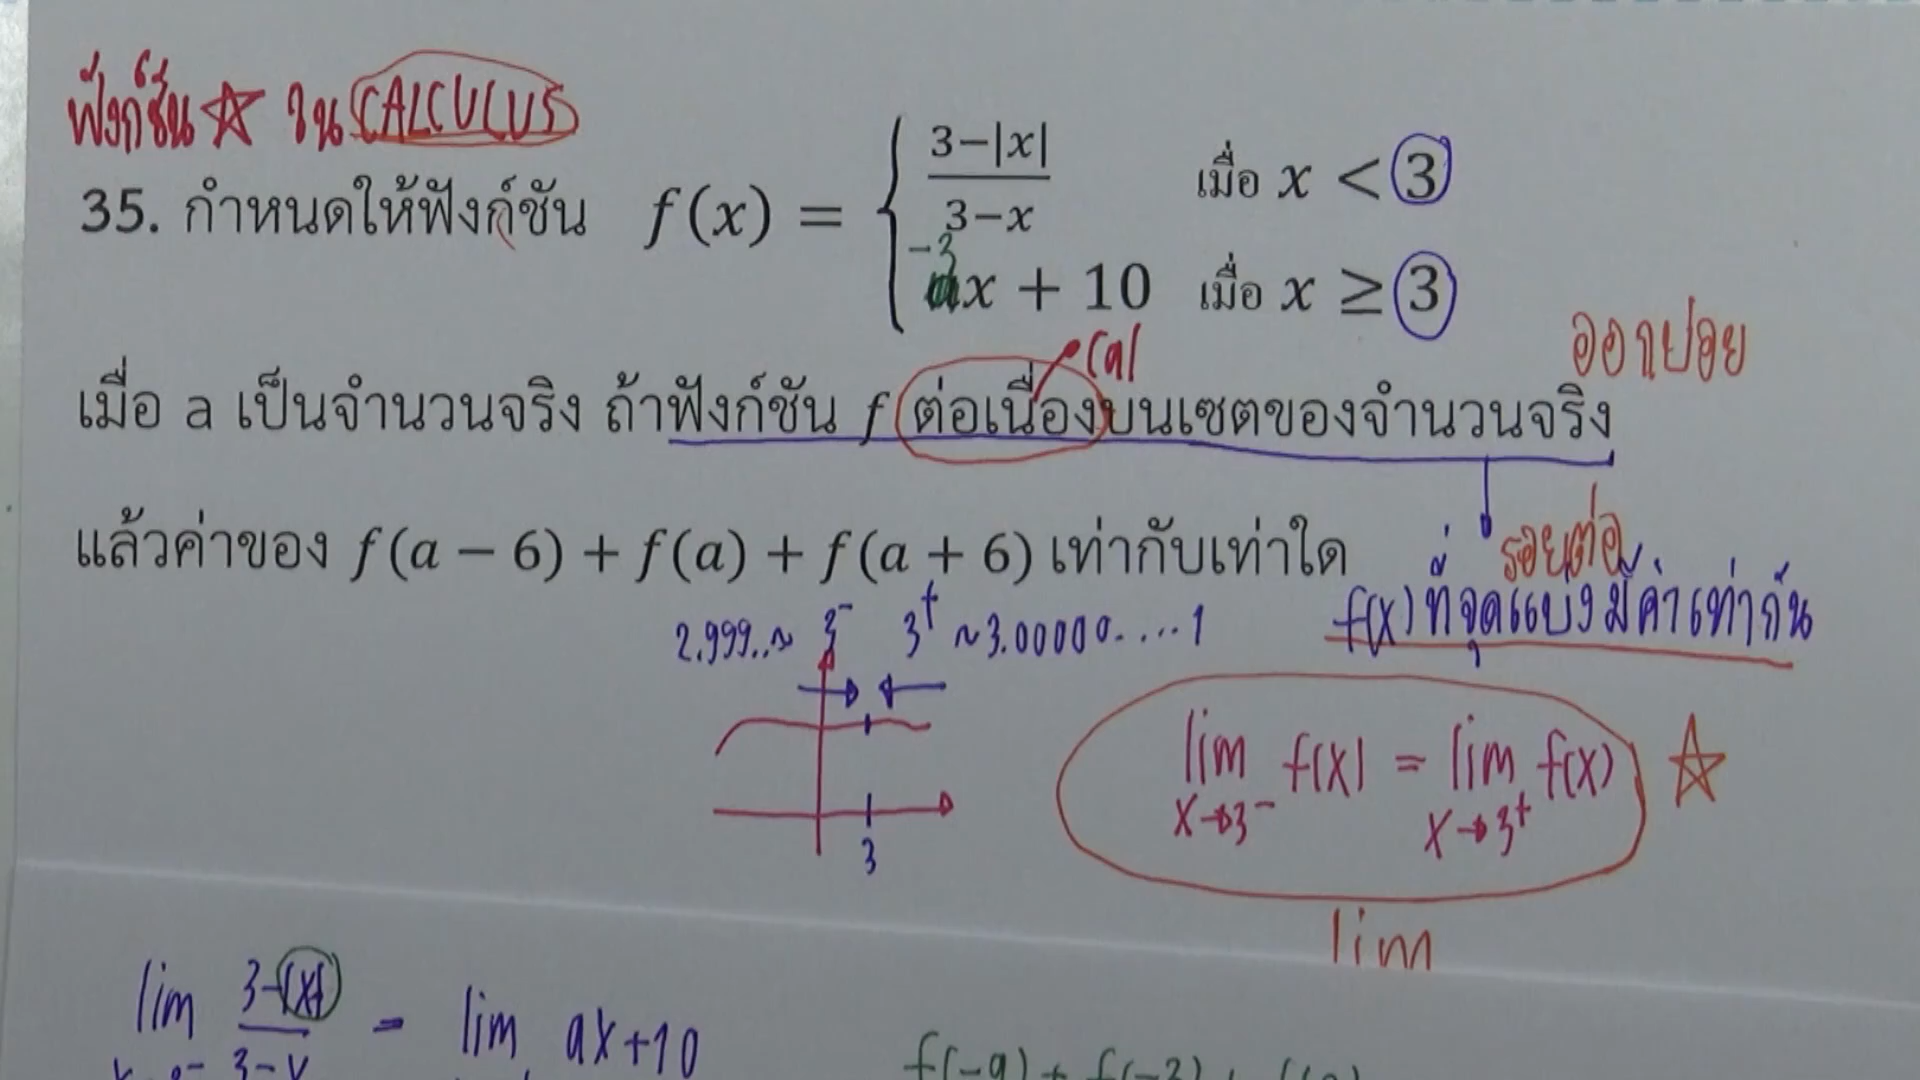 ฟังก์ชัน ☆ ใน CALCULUS
35. กำหนดให้ฟังก์ชัน f(x) = { 3−|x| / 3−x เมื่อ x < 3
−3
ax + 10 เมื่อ x ≥ 3
ออกบ่อย
Cal
เมื่อ a เป็นจำนวนจริง ถ้าฟังก์ชัน f ต่อเนื่องบนเซตของจำนวนจริง
แล้วค่าของ f(a − 6) + f(a) + f(a + 6) เท่ากับเท่าใด
รอยต่อ
f(x) ที่จุดแบ่งมีค่าเท่ากัน
2.999..~ 3⁻ 3⁺ ~3.00000....1
lim x→3⁻ f(x) = lim x→3⁺ f(x) ☆
3
lim
lim 3-|x| / 3-x = lim ax+10
f(-9) + f(-3) +